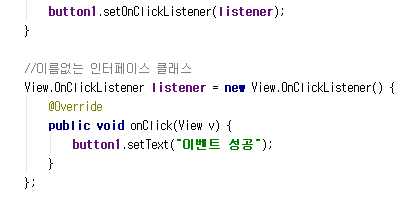 button1.setOnClickListener(listener);
}
//이름없는 인터페이스 클래스
View.OnClickListener listener = new View.OnClickListener() {
@Override
public void onClick(View v) {
button1.setText("이벤트 성공");
}
};